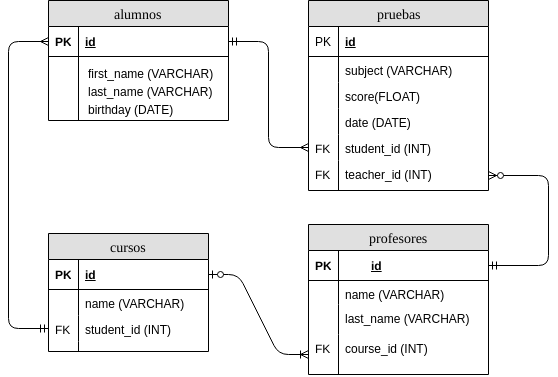 alumnos
PK id
first_name (VARCHAR)
last_name (VARCHAR)
birthday (DATE)
pruebas
PK id
subject (VARCHAR)
score(FLOAT)
date (DATE)
FK student_id (INT)
FK teacher_id (INT)
cursos
PK id
name (VARCHAR)
FK student_id (INT)
profesores
PK id
name (VARCHAR)
last_name (VARCHAR)
FK course_id (INT)